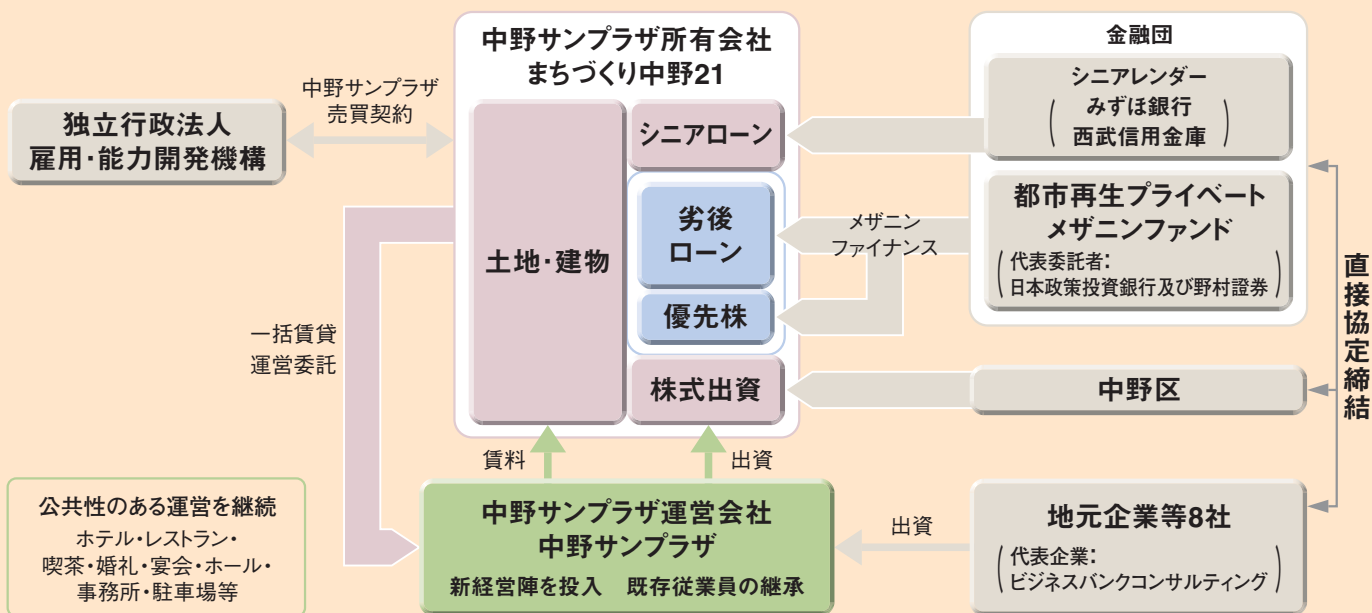 中野サンプラザ所有会社
まちづくり中野21
土地・建物
シニアローン
劣後
ローン
優先株
株式出資
中野サンプラザ
売買契約
独立行政法人
雇用・能力開発機構
金融団
シニアレンダー
みずほ銀行
西武信用金庫
都市再生プライベート
メザニンファンド
代表委託者:
日本政策投資銀行及び野村證券
メザニン
ファイナンス
中野区
直接協定締結
一括賃貸
運営委託
賃料
出資
公共性のある運営を継続
ホテル・レストラン・
喫茶・婚礼・宴会・ホール・
事務所・駐車場等
中野サンプラザ運営会社
中野サンプラザ
新経営陣を投入　既存従業員の継承
出資
地元企業等8社
代表企業:
ビジネスバンクコンサルティング